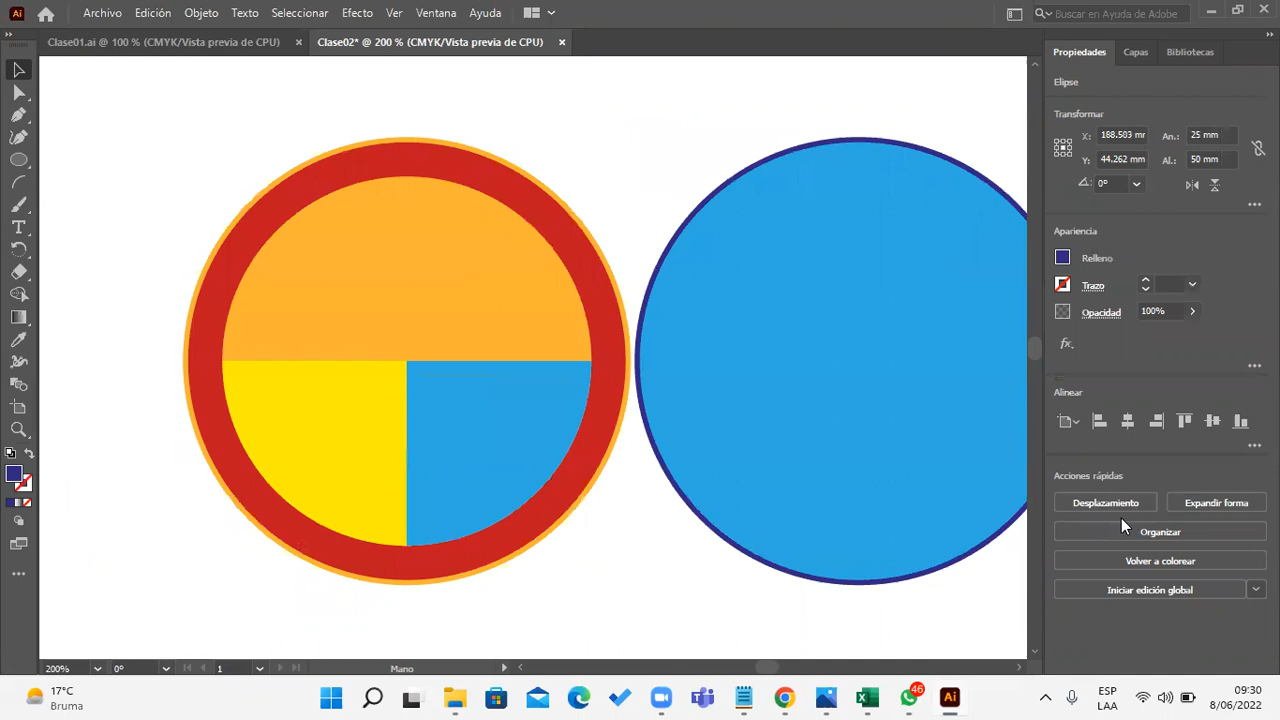 Ai Archivo Edición Objeto Texto Seleccionar Efecto Ver Ventana Ayuda Buscar en Ayuda de Adobe
Clase01.ai @ 100 % (CMYK/Vista previa de CPU) × Clase02* @ 200 % (CMYK/Vista previa de CPU) ×
Propiedades Capas Bibliotecas
Elipse
Transformar
X: 188.503 mr An.: 25 mm
Y: 44.262 mm Al.: 50 mm
0°
Apariencia
Relleno
Trazo
Opacidad 100%
fx.
Alinear
Acciones rápidas
Desplazamiento Expandir forma
Organizar
Volver a colorear
Iniciar edición global
200% 0° 1 Mano
17°C
Bruma
46
Ai
ESP
LAA
09:30
8/06/2022